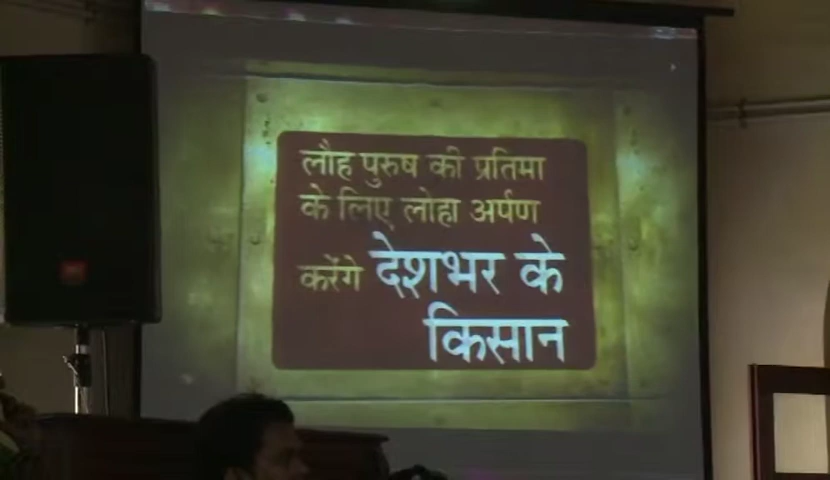 लौह पुरुष की प्रतिमा
के लिए लोहा अर्पण
करेंगे देशभर के
किसान